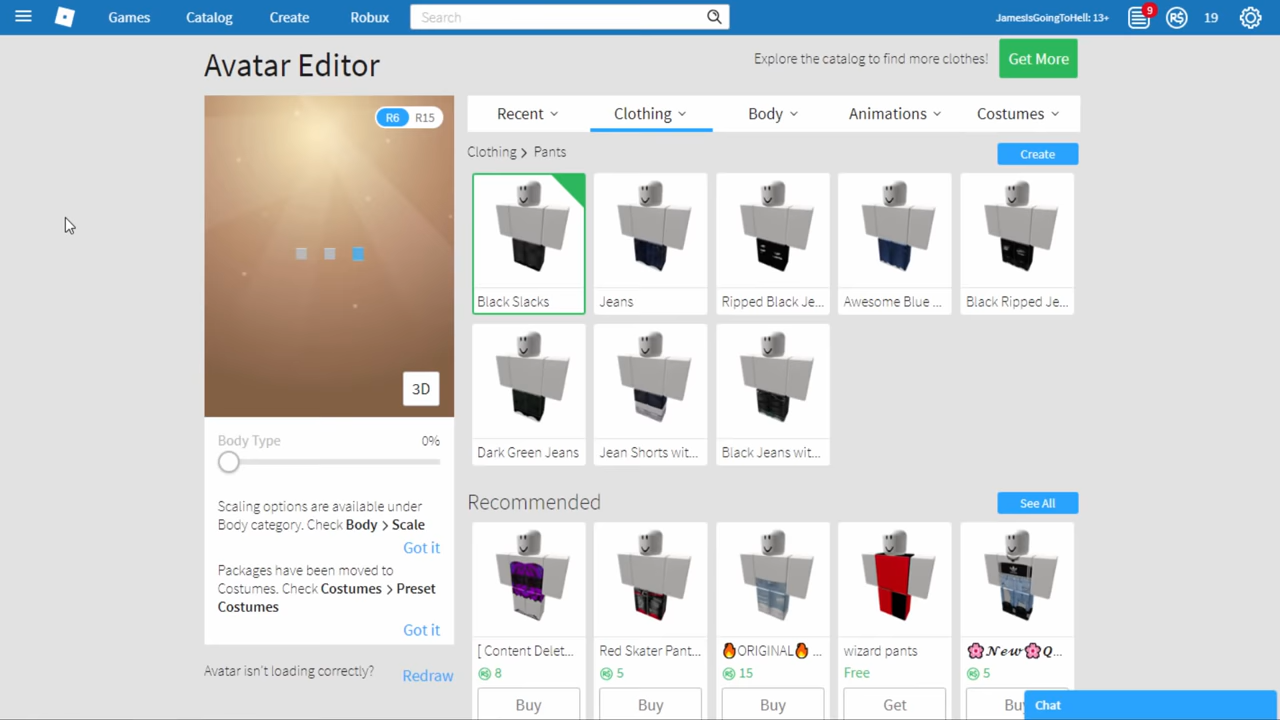 Games Catalog Create Robux Search JamesIsGoingToHell: 13+ 9 R$ 19
Avatar Editor
Explore the catalog to find more clothes! Get More
R6 R15
Recent Clothing Body Animations Costumes
Clothing > Pants
Create
Black Slacks
Jeans
Ripped Black Je...
Awesome Blue ...
Black Ripped Je...
3D
Dark Green Jeans
Jean Shorts wit...
Black Jeans wit...
Body Type 0%
Scaling options are available under
Body category. Check Body > Scale
Got it
Packages have been moved to
Costumes. Check Costumes > Preset
Costumes
Got it
Avatar isn't loading correctly? Redraw
Recommended
See All
[ Content Delet...
Red Skater Pant...
🔥ORIGINAL🔥 ...
wizard pants
🌸𝓝𝓮𝔀🌸Q...
R$ 8
R$ 5
R$ 15
Free
R$ 5
Buy
Buy
Buy
Get
Bu
Chat